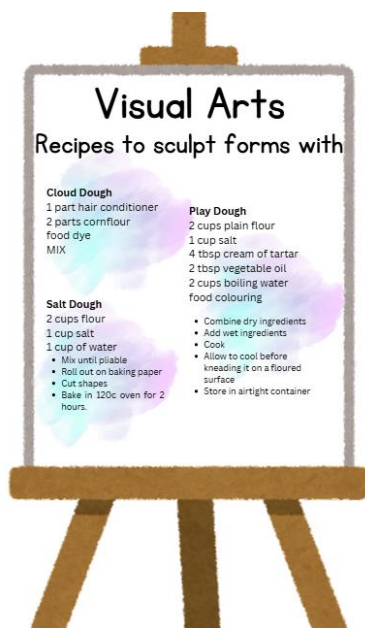 Visual Arts
Recipes to sculpt forms with
Cloud Dough
1 part hair conditioner
2 parts cornflour
food dye
MIX
Salt Dough
2 cups flour
1 cup salt
1 cup of water
• Mix until pliable
• Roll out on baking paper
• Cut shapes
• Bake in 120c oven for 2
hours.
Play Dough
2 cups plain flour
1 cup salt
4 tbsp cream of tartar
2 tbsp vegetable oil
2 cups boiling water
food colouring
• Combine dry ingredients
• Add wet ingredients
• Cook
• Allow to cool before
kneading it on a floured
surface
• Store in airtight container